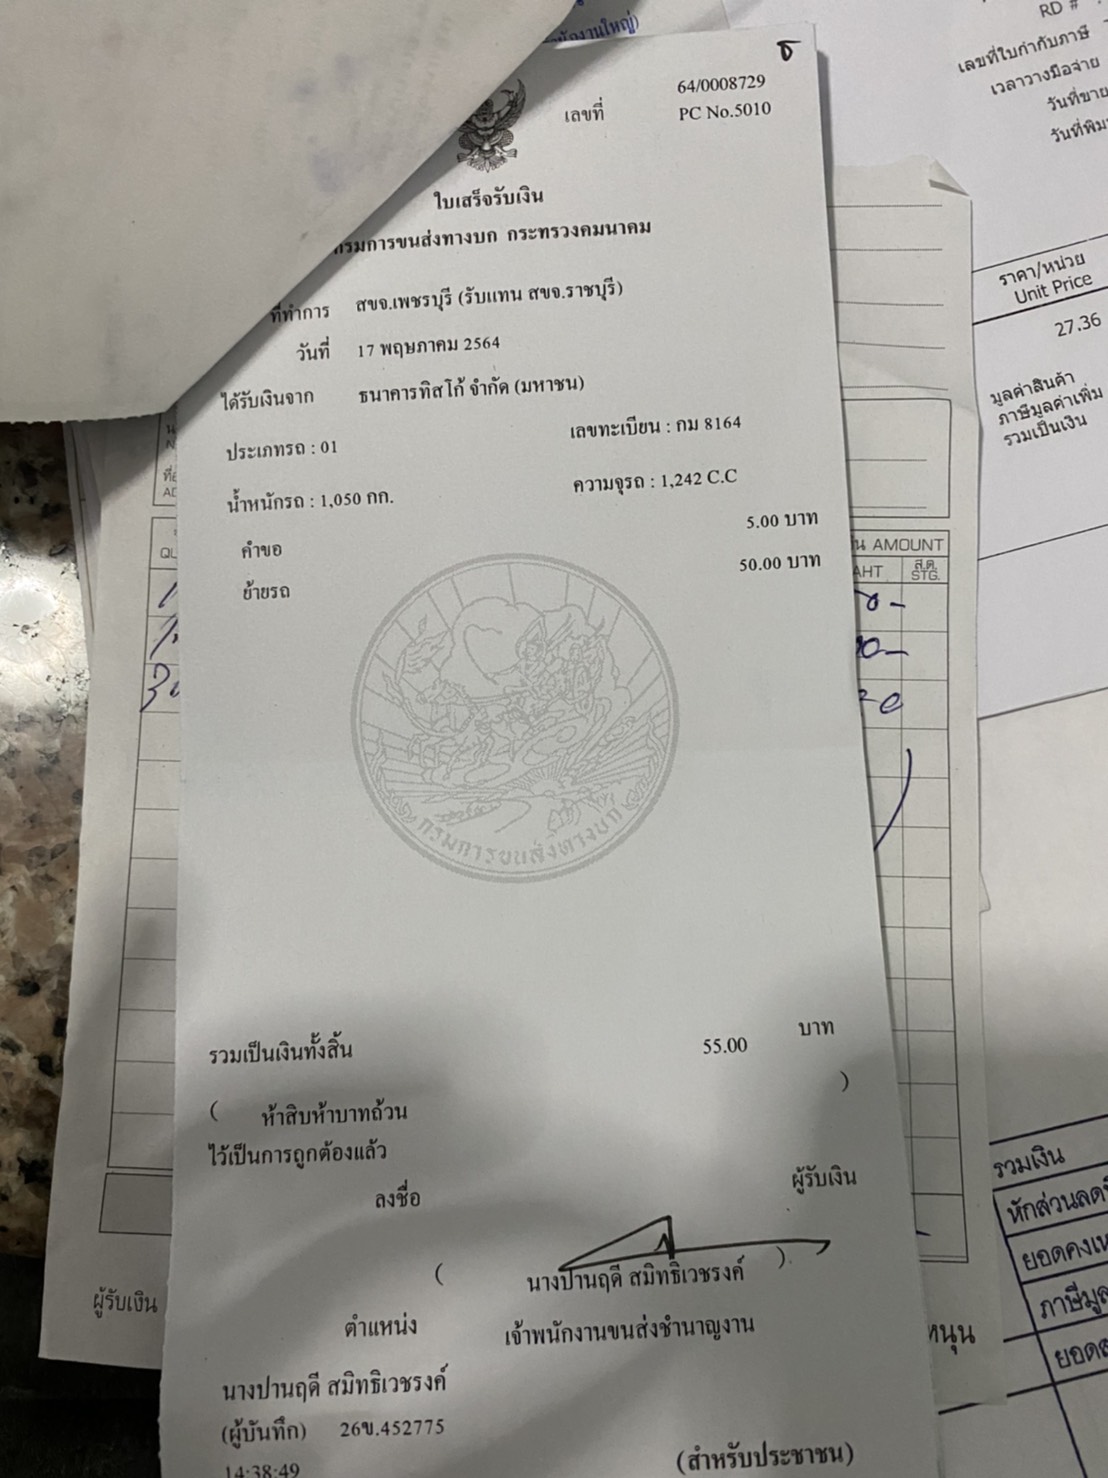 ธ
64/0008729
เลขที่ PC No.5010
ใบเสร็จรับเงิน
กรมการขนส่งทางบก กระทรวงคมนาคม
ที่ทำการ สขจ.เพชรบุรี (รับแทน สขจ.ราชบุรี)
วันที่ 17 พฤษภาคม 2564
ได้รับเงินจาก ธนาคารทิสโก้ จำกัด (มหาชน)
ประเภทรถ : 01 เลขทะเบียน : กม 8164
น้ำหนักรถ : 1,050 กก. ความจุรถ : 1,242 C.C
คำขอ 5.00 บาท
ย้ายรถ 50.00 บาท
กรมการขนส่งทางบก
รวมเป็นเงินทั้งสิ้น 55.00 บาท
( ห้าสิบห้าบาทถ้วน )
ไว้เป็นการถูกต้องแล้ว
ลงชื่อ ผู้รับเงิน
( นางปานฤดี สมิทธิเวชรงค์ )
ตำแหน่ง เจ้าพนักงานขนส่งชำนาญงาน
นางปานฤดี สมิทธิเวชรงค์
(ผู้บันทึก) 26ข.452775
14:38:49
(สำหรับประชาชน)
RD #
เลขที่ใบกำกับภาษี
เวลาวางมือจ่าย
วันที่ขาย
ราคา/หน่วย
Unit Price
27.36
มูลค่าสินค้า
ภาษีมูลค่าเพิ่ม
รวมเป็นเงิน
AMOUNT
ส.ต.
STG.
ผู้รับเงิน
รวมเงิน